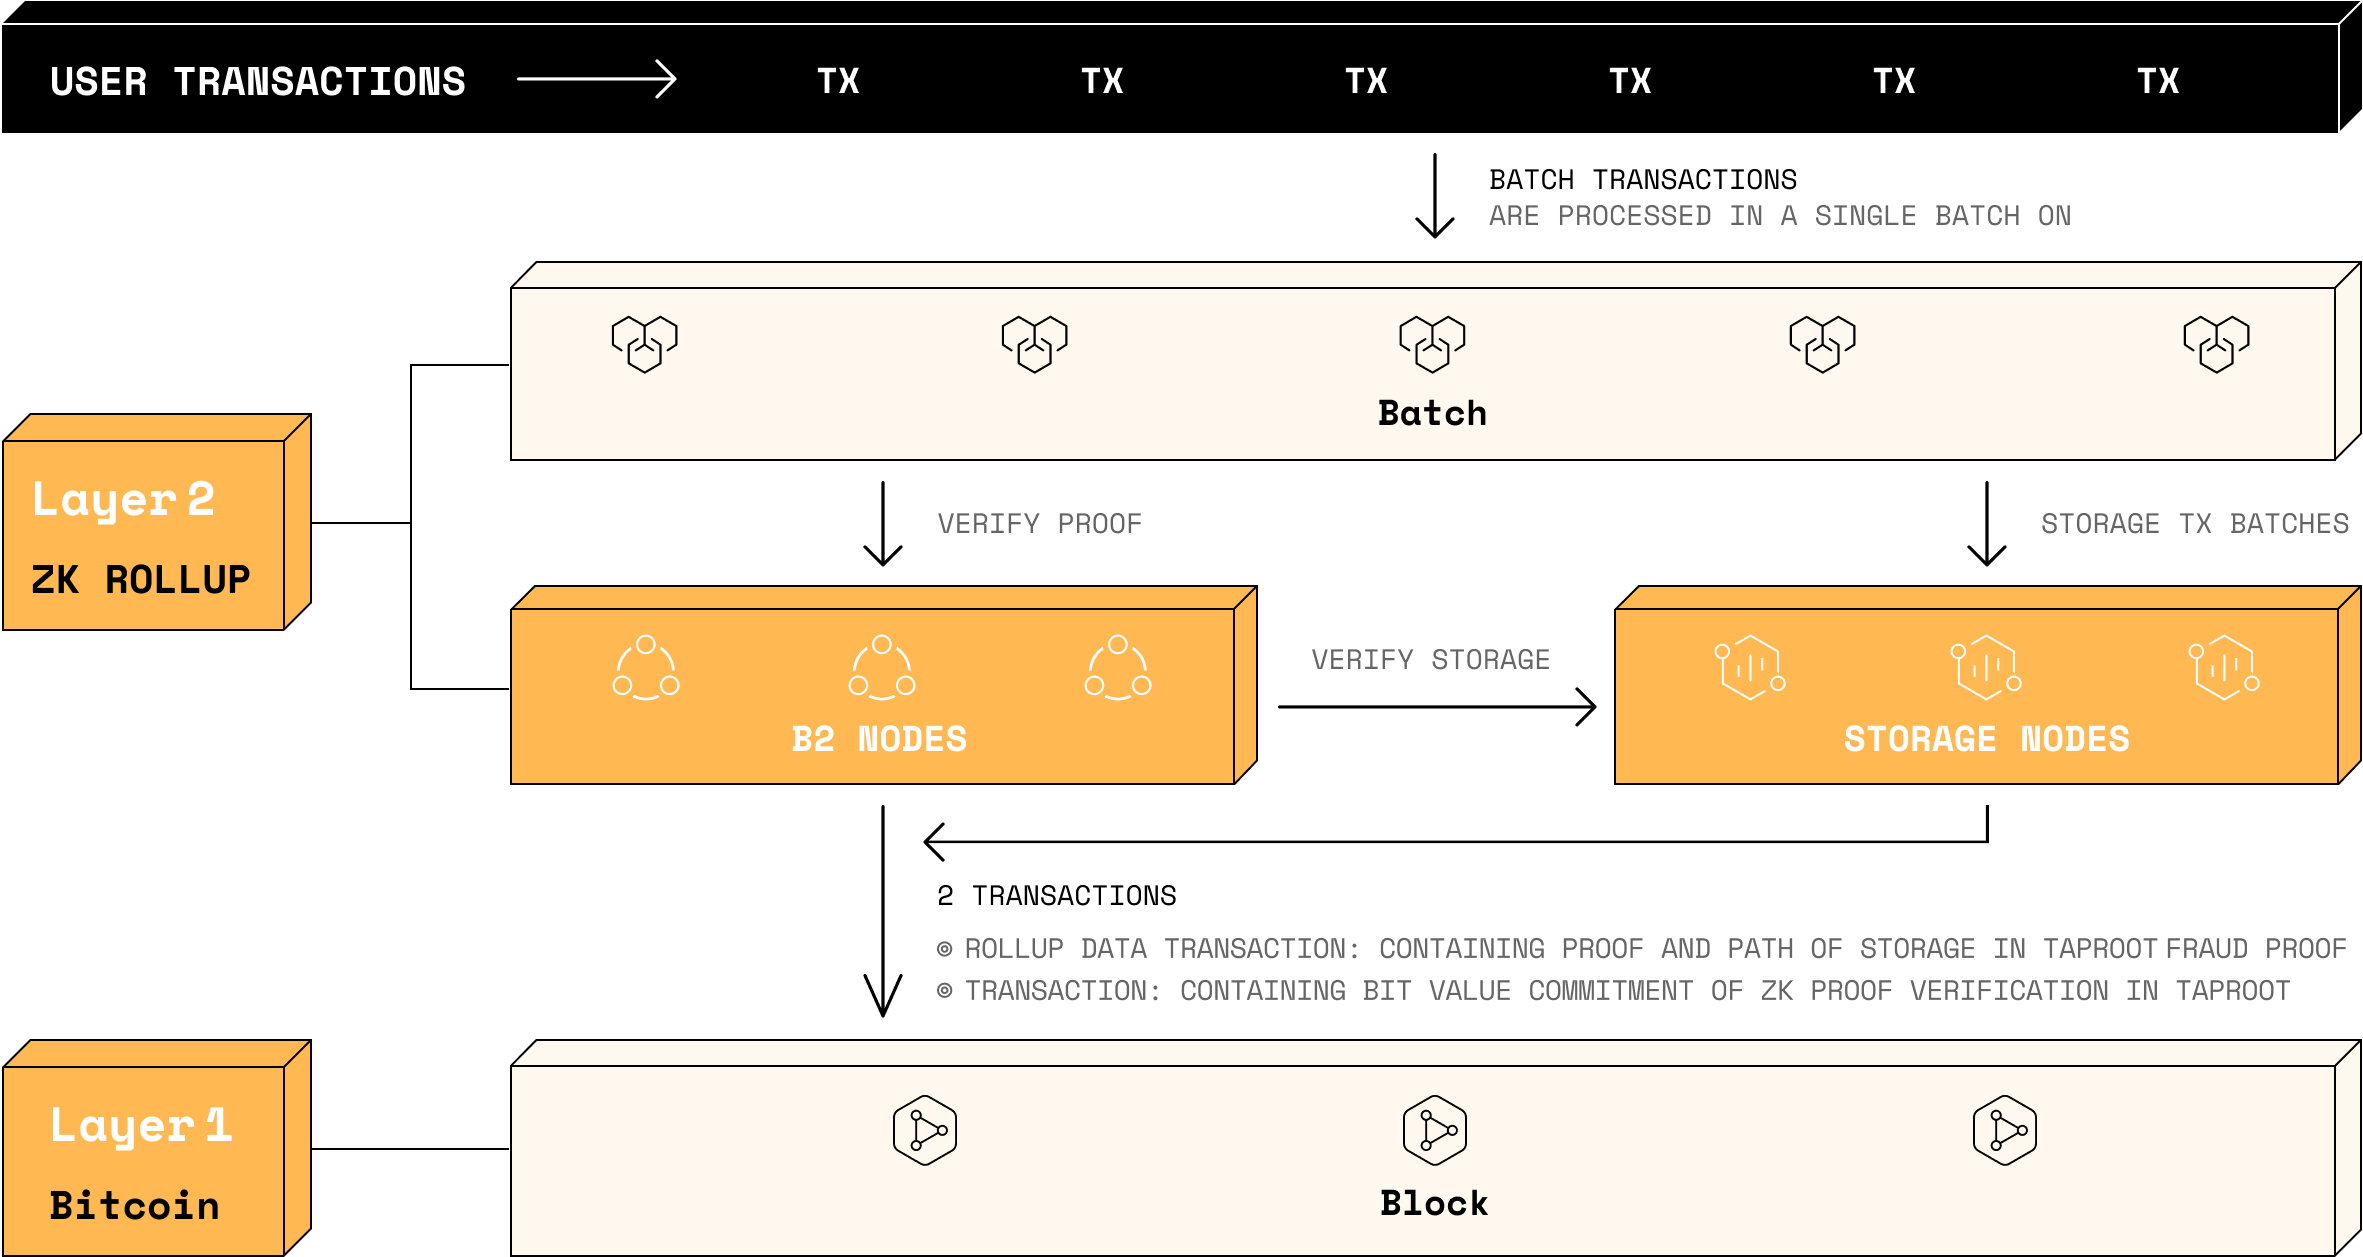 USER TRANSACTIONS TX TX TX TX TX TX
BATCH TRANSACTIONS
ARE PROCESSED IN A SINGLE BATCH ON
Batch
Layer 2
ZK ROLLUP
VERIFY PROOF
STORAGE TX BATCHES
B2 NODES
VERIFY STORAGE
STORAGE NODES
2 TRANSACTIONS
◎ ROLLUP DATA TRANSACTION: CONTAINING PROOF AND PATH OF STORAGE IN TAPROOT FRAUD PROOF
◎ TRANSACTION: CONTAINING BIT VALUE COMMITMENT OF ZK PROOF VERIFICATION IN TAPROOT
Layer 1
Bitcoin
Block